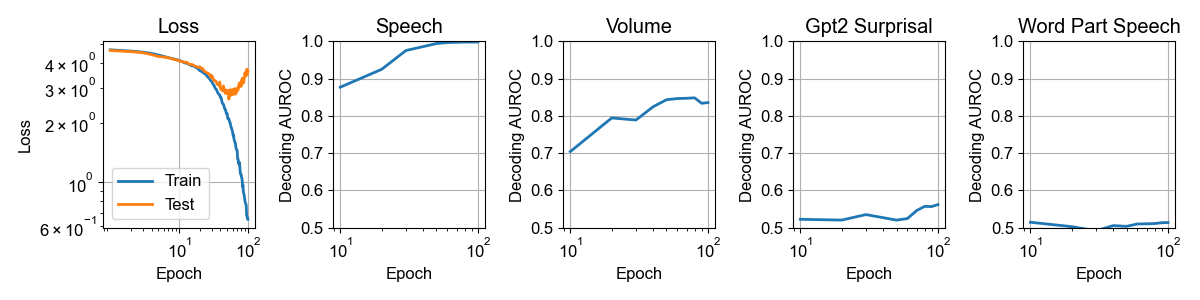 Loss
Speech
Volume
Gpt2 Surprisal
Word Part Speech
Loss
4 × 10⁰
3 × 10⁰
2 × 10⁰
10⁰
6 × 10⁻¹
Train
Test
10¹
10²
Epoch
Decoding AUROC
1.0
0.9
0.8
0.7
0.6
0.5
10¹
10²
Epoch
Decoding AUROC
1.0
0.9
0.8
0.7
0.6
0.5
10¹
10²
Epoch
Decoding AUROC
1.0
0.9
0.8
0.7
0.6
0.5
10¹
10²
Epoch
Decoding AUROC
1.0
0.9
0.8
0.7
0.6
0.5
10¹
10²
Epoch